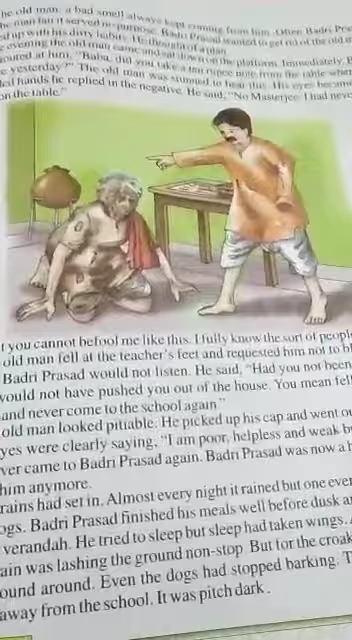 he old man, a bad smell always kept coming from him. Often Badri Pra
he man felt it served no purpose. Badri Prasad wanted to get rid of the old m
ed up with his dirty habits. He thought of a plan
e evening the old man came and sat down on the platform. Immediately, B
oured at him, "Baba, did you take a ten rupee note from the table when
e yesterday?" The old man was stunned to hear this. His eyes became
led hands he replied in the negative. He said, "No Masterjee. I had neve
on the table."
t you cannot befool me like this. I fully know the sort of peopl
old man fell at the teacher's feet and requested him not to bl
Badri Prasad would not listen. He said, "Had you not been
vould not have pushed you out of the house. You mean fell
and never come to the school again."
old man looked pitiable. He picked up his cap and went ou
yes were clearly saying, "I am poor, helpless and weak b
ver came to Badri Prasad again. Badri Prasad was now a h
him anymore.
rains had set in. Almost every night it rained but one ever
ogs. Badri Prasad finished his meals well before dusk a
verandah. He tried to sleep but sleep had taken wings.
ain was lashing the ground non-stop. But for the croak
ound around. Even the dogs had stopped barking. T
away from the school. It was pitch dark.